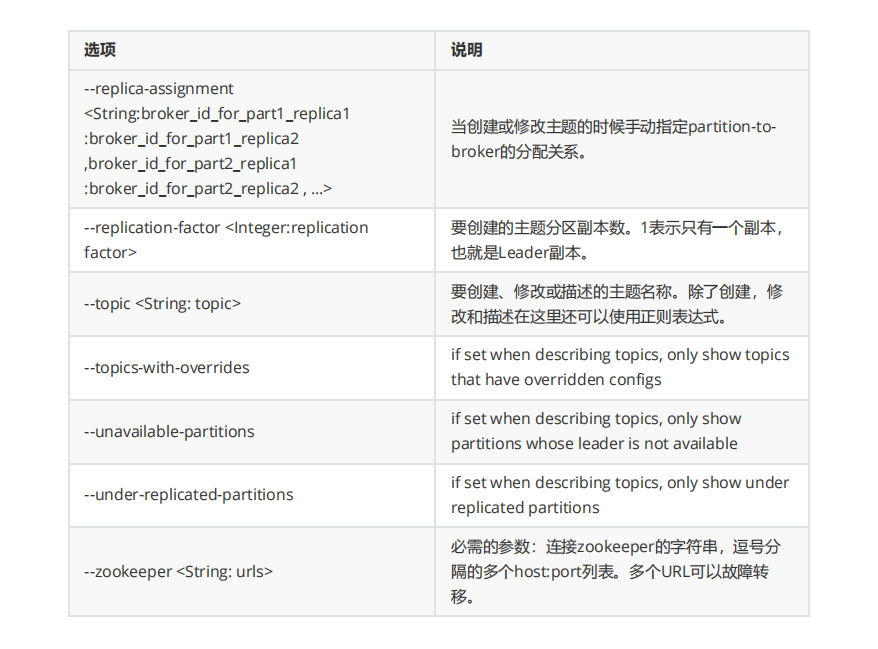 选项
说明
--replica-assignment
<String:broker_id_for_part1_replica1
:broker_id_for_part1_replica2
,broker_id_for_part2_replica1
:broker_id_for_part2_replica2 , ...>
当创建或修改主题的时候手动指定partition-to-
broker的分配关系。
--replication-factor <Integer:replication
factor>
要创建的主题分区副本数。1表示只有一个副本，
也就是Leader副本。
--topic <String: topic>
要创建、修改或描述的主题名称。除了创建，修
改和描述在这里还可以使用正则表达式。
--topics-with-overrides
if set when describing topics, only show topics
that have overridden configs
--unavailable-partitions
if set when describing topics, only show
partitions whose leader is not available
--under-replicated-partitions
if set when describing topics, only show under
replicated partitions
--zookeeper <String: urls>
必需的参数：连接zookeeper的字符串，逗号分
隔的多个host:port列表。多个URL可以故障转
移。